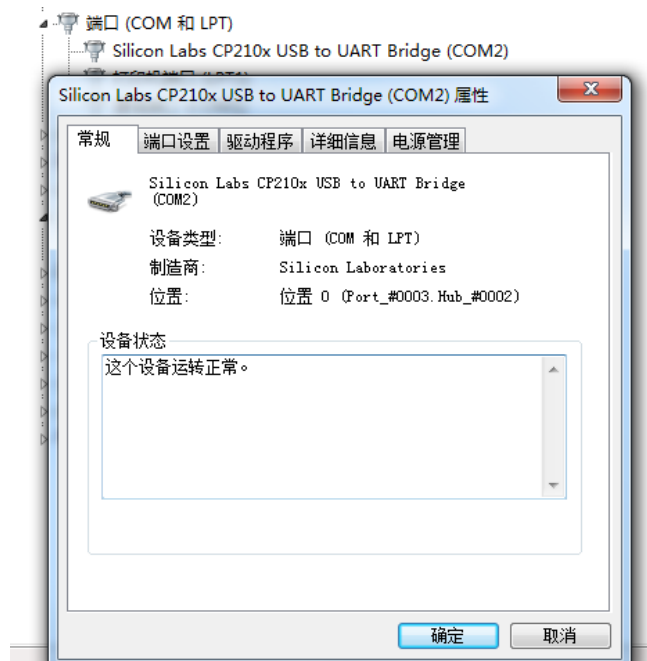 端口 (COM 和 LPT)
Silicon Labs CP210x USB to UART Bridge (COM2)
Silicon Labs CP210x USB to UART Bridge (COM2) 属性
常规 端口设置 驱动程序 详细信息 电源管理
Silicon Labs CP210x USB to UART Bridge
(COM2)
设备类型: 端口 (COM 和 LPT)
制造商: Silicon Laboratories
位置: 位置 0 (Port_#0003.Hub_#0002)
设备状态
这个设备运转正常。
确定 取消